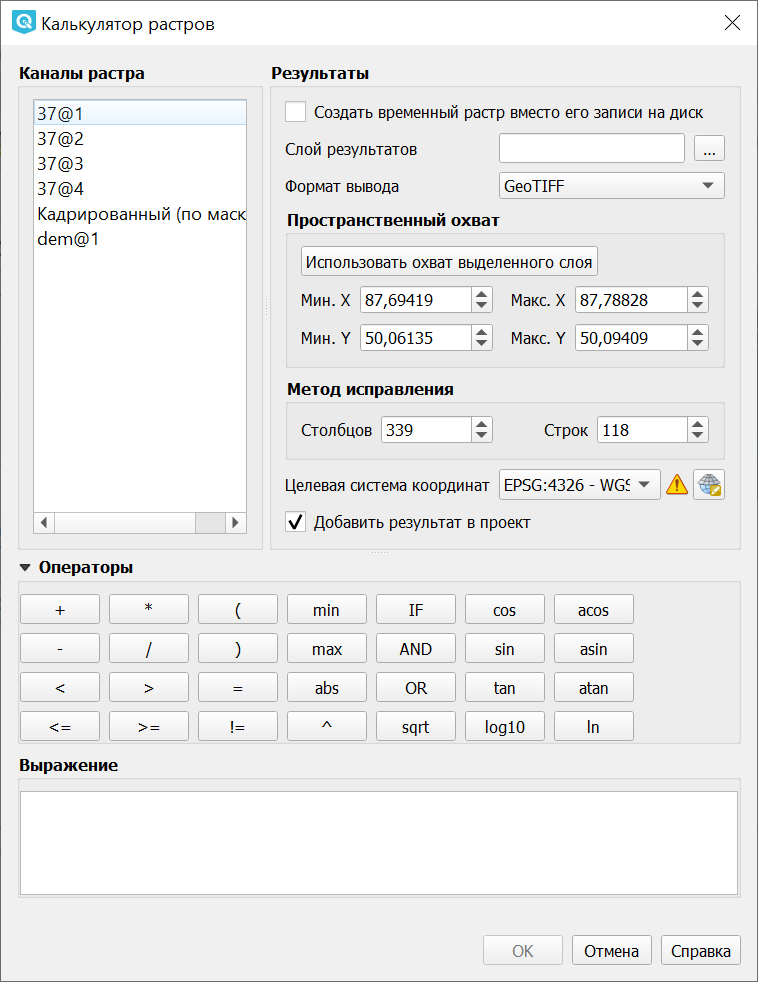 Калькулятор растров
Каналы растра
37@1
37@2
37@3
37@4
Кадрированный (по маск
dem@1
Результаты
Создать временный растр вместо его записи на диск
Слой результатов
...
Формат вывода GeoTIFF
Пространственный охват
Использовать охват выделенного слоя
Мин. X 87,69419 Макс. X 87,78828
Мин. Y 50,06135 Макс. Y 50,09409
Метод исправления
Столбцов 339 Строк 118
Целевая система координат EPSG:4326 - WGS
Добавить результат в проект
Операторы
+ * ( min IF cos acos
- / ) max AND sin asin
< > = abs OR tan atan
<= >= != ^ sqrt log10 ln
Выражение
OK Отмена Справка